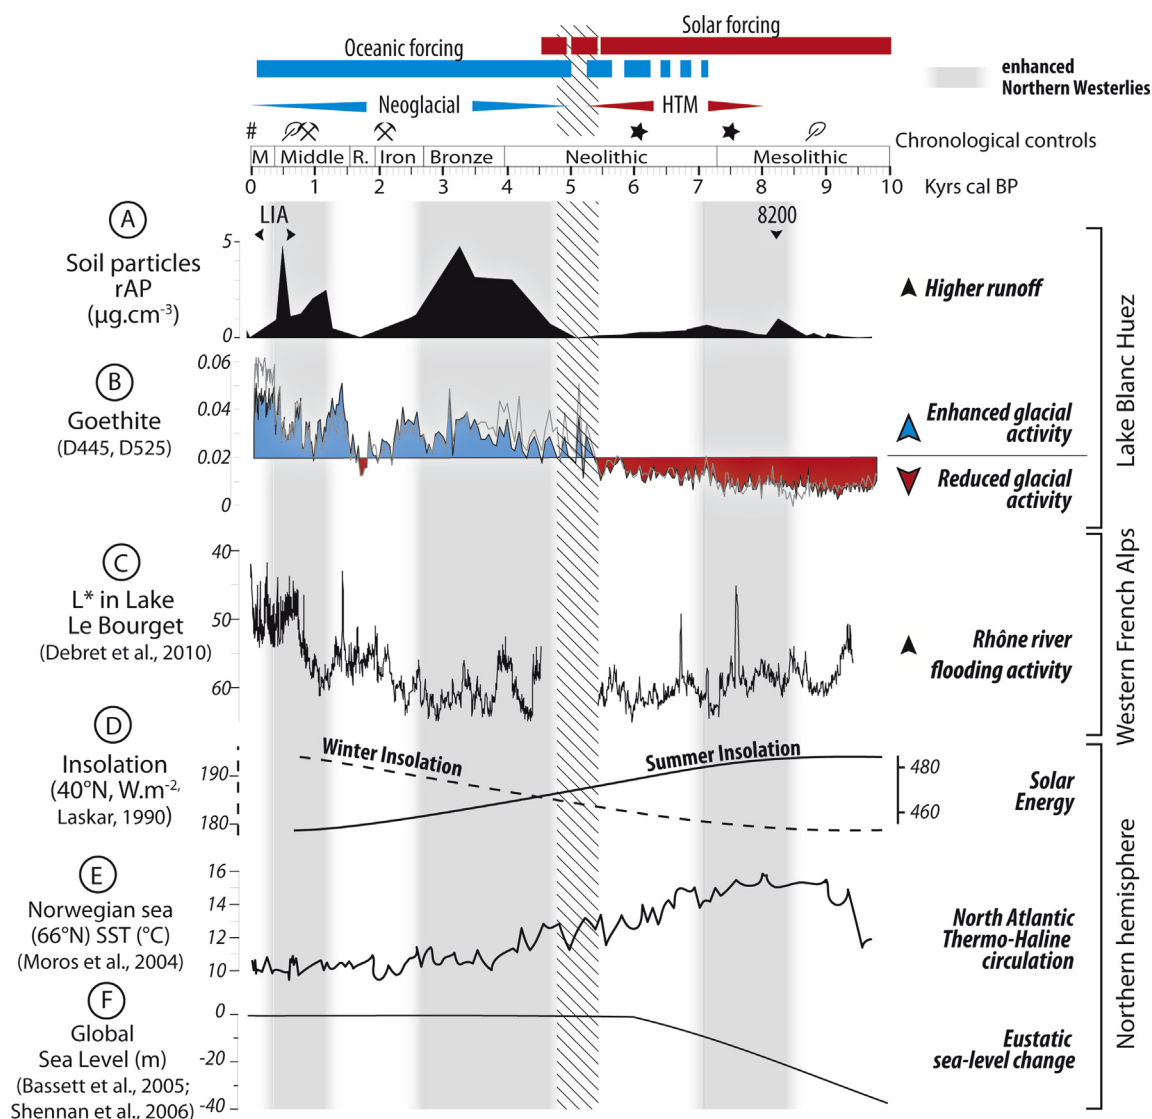 Solar forcing
Oceanic forcing
enhanced
Northern Westerlies
Neoglacial
HTM
#
Chronological controls
M Middle R. Iron Bronze Neolithic Mesolithic
0 1 2 3 4 5 6 7 8 9 10 Kyrs cal BP
A
LIA
8200
Soil particles
rAP
(µg.cm-3)
5
0
Higher runoff
B
Goethite
(D445, D525)
0.06
0.04
0.02
0
Enhanced glacial
activity
Reduced glacial
activity
Lake Blanc Huez
C
L* in Lake
Le Bourget
(Debret et al., 2010)
40
50
60
Rhône river
flooding activity
Western French Alps
D
Insolation
(40°N, W.m-2,
Laskar, 1990)
190
180
Winter Insolation
Summer Insolation
480
460
Solar
Energy
E
Norwegian sea
(66°N) SST (°C)
(Moros et al., 2004)
16
14
12
10
North Atlantic
Thermo-Haline
circulation
F
Global
Sea Level (m)
(Bassett et al., 2005;
Shennan et al., 2006)
0
-20
-40
Eustatic
sea-level change
Northern hemisphere